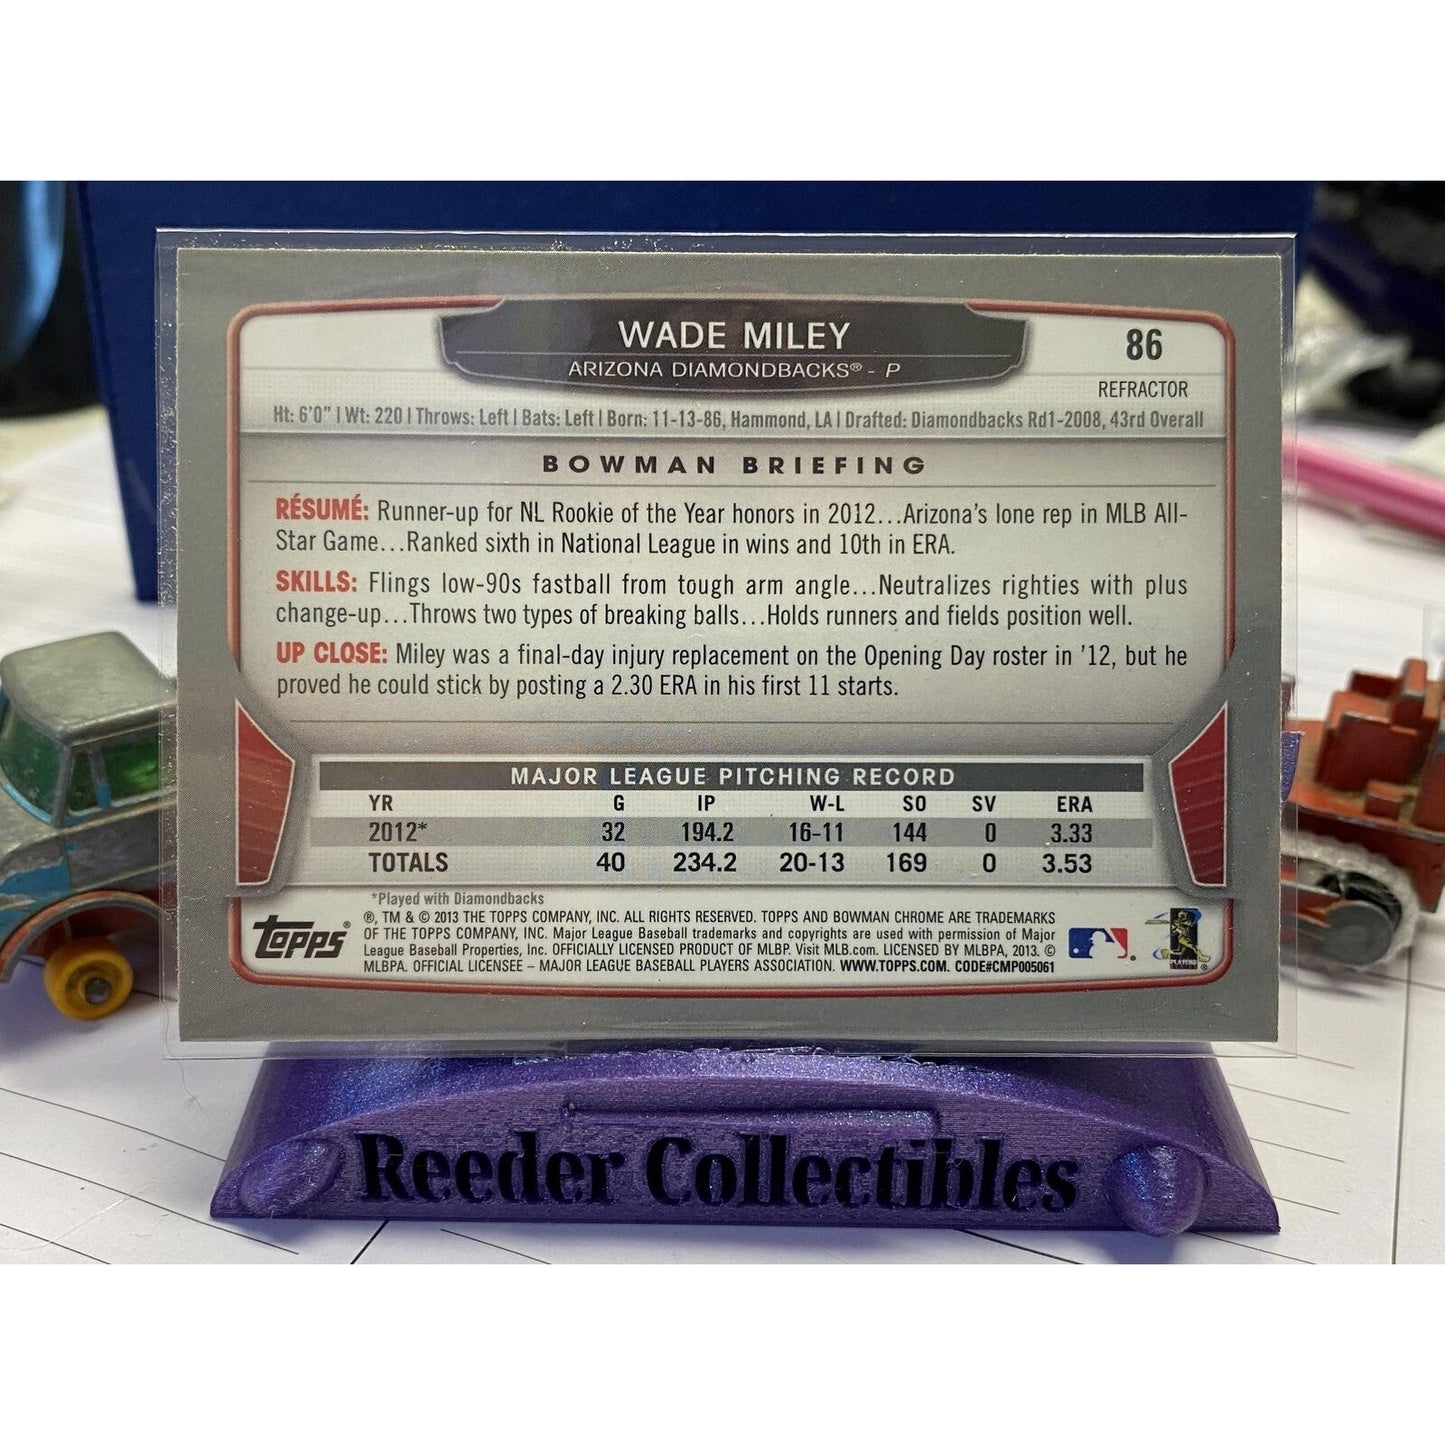 WADE MILEY
ARIZONA DIAMONDBACKS® - P
86
REFRACTOR
Ht: 6'0" | Wt: 220 | Throws: Left | Bats: Left | Born: 11-13-86, Hammond, LA | Drafted: Diamondbacks Rd1-2008, 43rd Overall
BOWMAN BRIEFING
RÉSUMÉ: Runner-up for NL Rookie of the Year honors in 2012...Arizona's lone rep in MLB All-
Star Game...Ranked sixth in National League in wins and 10th in ERA.
SKILLS: Flings low-90s fastball from tough arm angle...Neutralizes righties with plus
change-up...Throws two types of breaking balls...Holds runners and fields position well.
UP CLOSE: Miley was a final-day injury replacement on the Opening Day roster in '12, but he
proved he could stick by posting a 2.30 ERA in his first 11 starts.
MAJOR LEAGUE PITCHING RECORD
YR G IP W-L SO SV ERA
2012* 32 194.2 16-11 144 0 3.33
TOTALS 40 234.2 20-13 169 0 3.53
*Played with Diamondbacks
Topps®
®, TM & © 2013 THE TOPPS COMPANY, INC. ALL RIGHTS RESERVED. TOPPS AND BOWMAN CHROME ARE TRADEMARKS
OF THE TOPPS COMPANY, INC. Major League Baseball trademarks and copyrights are used with permission of Major
League Baseball Properties, Inc. OFFICIALLY LICENSED PRODUCT OF MLBP. Visit MLB.com. LICENSED BY MLBPA, 2013. ©
MLBPA. OFFICIAL LICENSEE – MAJOR LEAGUE BASEBALL PLAYERS ASSOCIATION. WWW.TOPPS.COM. CODE#CMP005061
PLAYERS
Reeder Collectibles